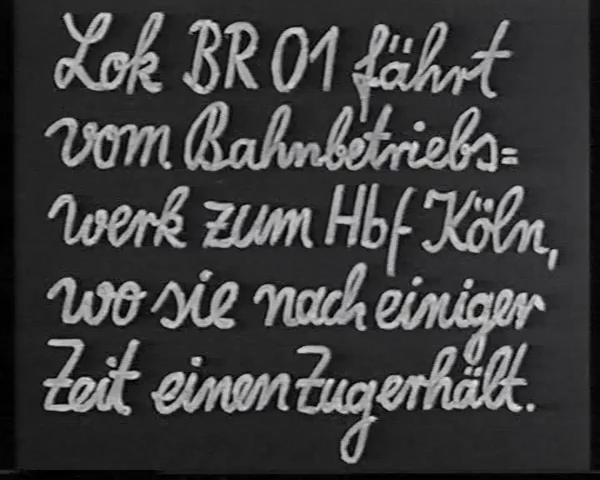 Lok BR 01 fährt
vom Bahnbetriebs=
werk zum Hbf Köln,
wo sie nach einiger
Zeit einen Zug erhält.